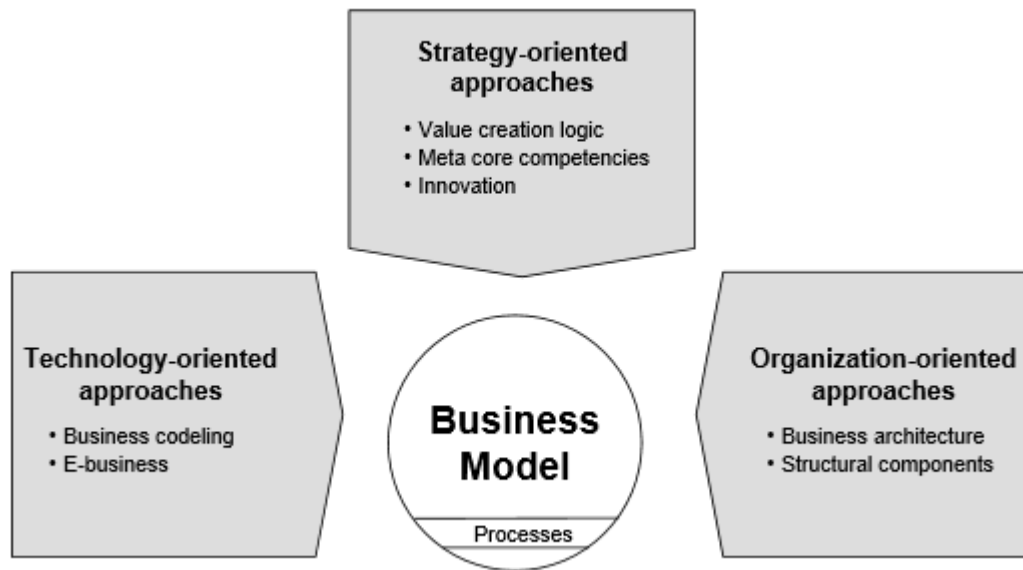 Strategy-oriented
approaches
• Value creation logic
• Meta core competencies
• Innovation
Technology-oriented
approaches
• Business codeling
• E-business
Business
Model
Processes
Organization-oriented
approaches
• Business architecture
• Structural components